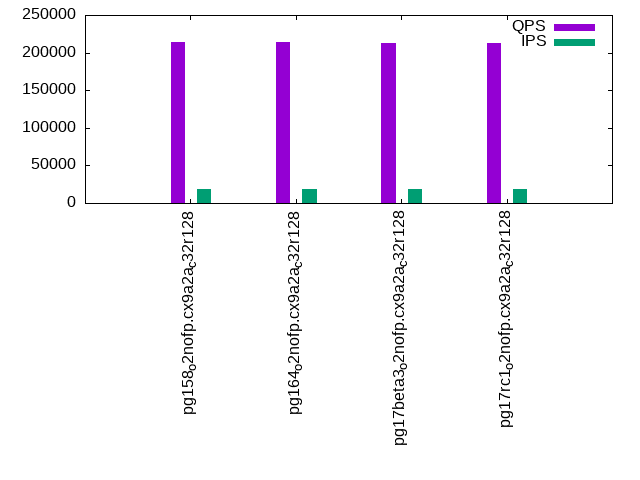 250000
200000
150000
100000
50000
0
QPS
IPS
pg158o2nofp.cx9a2ac32r128
pg164o2nofp.cx9a2ac32r128
pg17beta3o2nofp.cx9a2ac32r128
pg17rc1o2nofp.cx9a2ac32r128